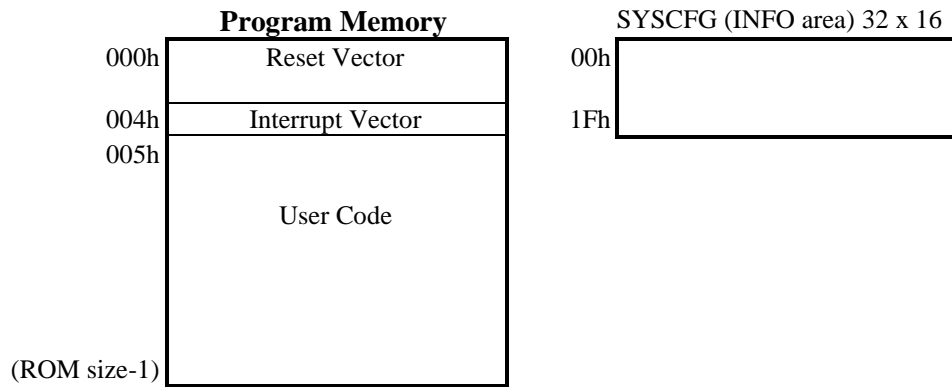 Program Memory
SYSCFG (INFO area) 32 x 16
000h
Reset Vector
00h
004h
Interrupt Vector
1Fh
005h
User Code
(ROM size-1)